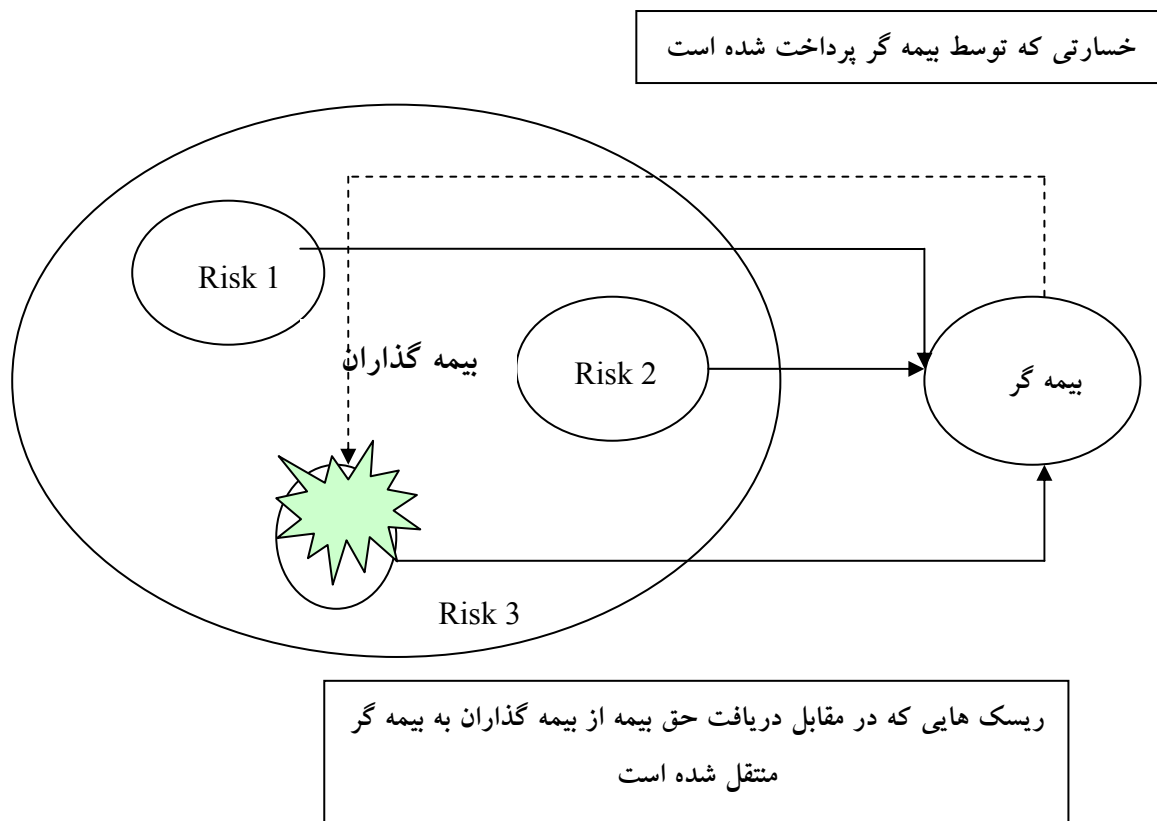 خسارتی که توسط بیمه گر پرداخت شده است
Risk 1
بیمه گذاران
Risk 2
بیمه گر
Risk 3
ریسک هایی که در مقابل دریافت حق بیمه از بیمه گذاران به بیمه گر
منتقل شده است